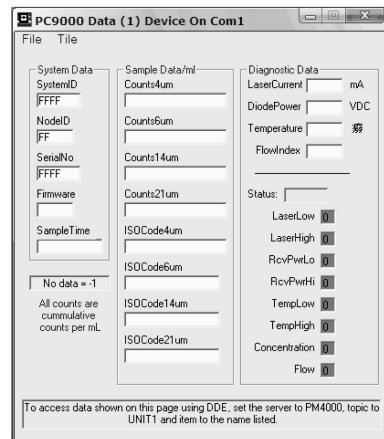 PC9000 Data (1) Device On Com1
File Tile
System Data
SystemID
FFFF
NodeID
FF
SerialNo
FFFF
Firmware
SampleTime
No data = -1
All counts are
cummulative
counts per mL
Sample Data/ml
Counts4um
Counts6um
Counts14um
Counts21um
ISOCode4um
ISOCode6um
ISOCode14um
ISOCode21um
Diagnostic Data
LaserCurrent mA
DiodePower VDC
Temperature 癈
FlowIndex
Status:
LaserLow 0
LaserHigh 0
RcvPwrLo 0
RcvPwrHi 0
TempLow 0
TempHigh 0
Concentration 0
Flow 0
To access data shown on this page using DDE, set the server to PM4000, topic to
UNIT1 and item to the name listed.